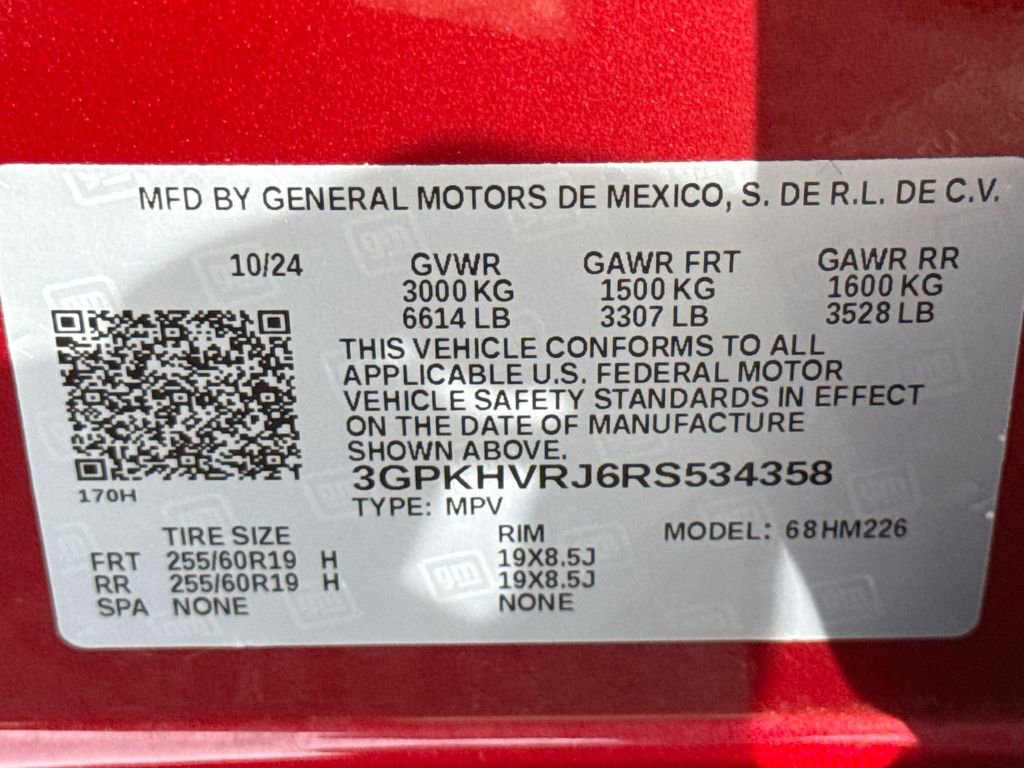 MFD BY GENERAL MOTORS DE MEXICO, S. DE R.L. DE C.V.
10/24 GVWR GAWR FRT GAWR RR
3000 KG 1500 KG 1600 KG
6614 LB 3307 LB 3528 LB
THIS VEHICLE CONFORMS TO ALL
APPLICABLE U.S. FEDERAL MOTOR
VEHICLE SAFETY STANDARDS IN EFFECT
ON THE DATE OF MANUFACTURE
SHOWN ABOVE.
3GPKHVRJ6RS534358
170H
TYPE: MPV
TIRE SIZE RIM MODEL: 68HM226
FRT 255/60R19 H 19X8.5J
RR 255/60R19 H 19X8.5J
SPA NONE NONE
gm